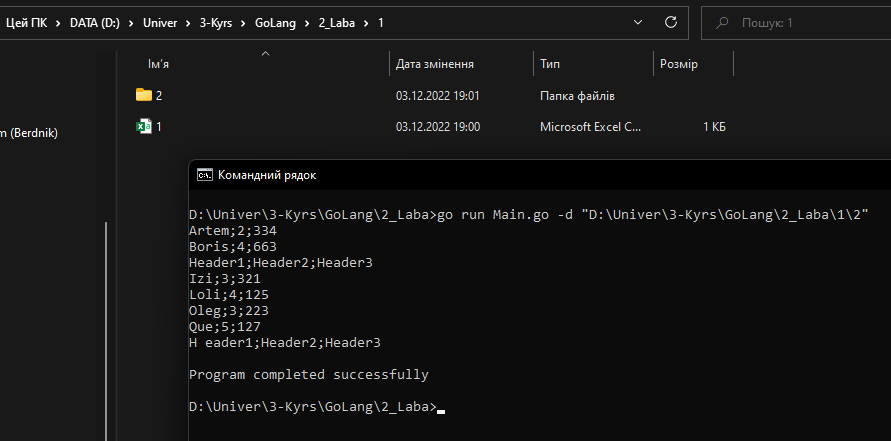 Цей ПК > DATA (D:) > Univer > 3-Kyrs > GoLang > 2_Laba > 1
Пошук: 1
Ім'я Дата змінення Тип Розмір
2 03.12.2022 19:01 Папка файлів
m (Berdnik)
1 03.12.2022 19:00 Microsoft Excel C... 1 КБ
Командний рядок
D:\Univer\3-Kyrs\GoLang\2_Laba>go run Main.go -d "D:\Univer\3-Kyrs\GoLang\2_Laba\1\2"
Artem;2;334
Boris;4;663
Header1;Header2;Header3
Izi;3;321
Loli;4;125
Oleg;3;223
Que;5;127
H eader1;Header2;Header3
Program completed successfully
D:\Univer\3-Kyrs\GoLang\2_Laba>